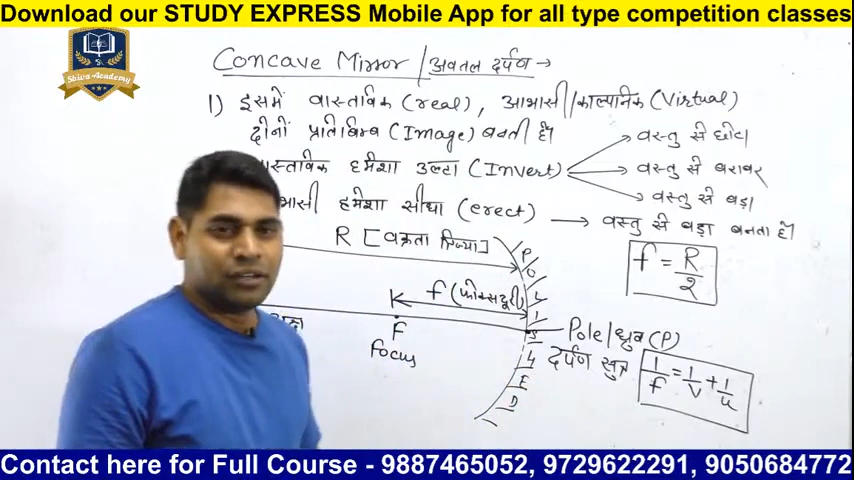 Download our STUDY EXPRESS Mobile App for all type competition classes
Shiva Academy
Concave Mirror / अवतल दर्पण →
1) इसमें वास्तविक (real), आभासी/काल्पनिक (Virtual)
दोनों प्रतिबिम्ब (Image) बनती हैं।
वास्तविक हमेशा उल्टा (Invert)
→ वस्तु से छोटा
→ वस्तु से बराबर
→ वस्तु से बड़ा
आभासी हमेशा सीधा (erect) → वस्तु से बड़ा बनता है।
R [वक्रता त्रिज्या]
f = R/2
f (फोकस दूरी)
F
Focus
POLISHED
Pole/ध्रुव (P)
दर्पण सूत्र
1/f = 1/v + 1/u
Contact here for Full Course - 9887465052, 9729622291, 9050684772